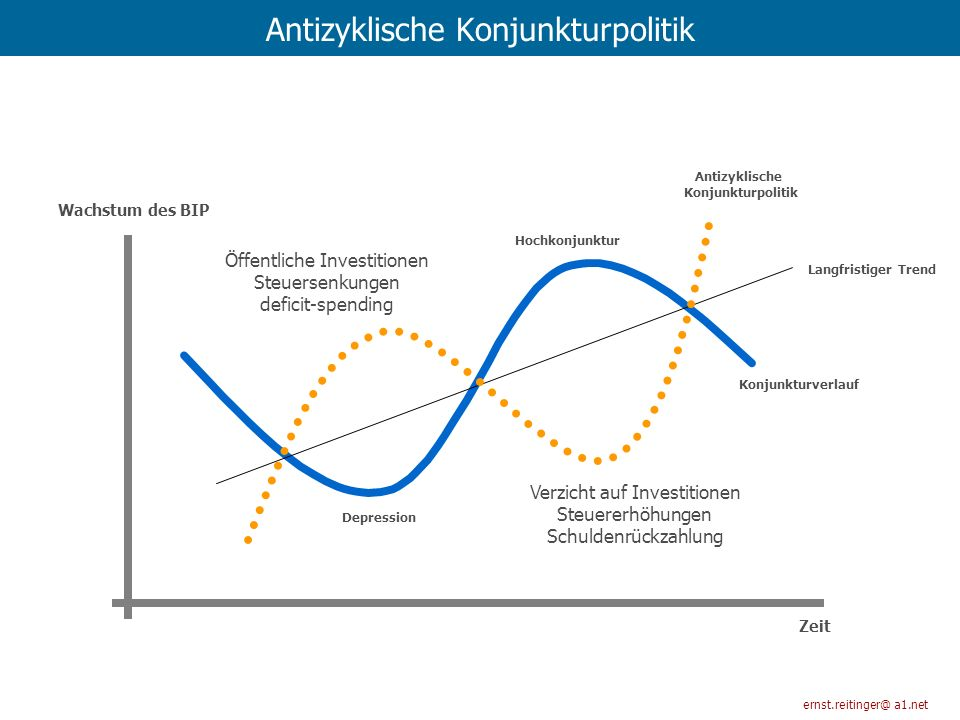 Antizyklische Konjunkturpolitik
Antizyklische
Konjunkturpolitik
Wachstum des BIP
Hochkonjunktur
Öffentliche Investitionen
Steuersenkungen
deficit-spending
Langfristiger Trend
Konjunkturverlauf
Verzicht auf Investitionen
Steuererhöhungen
Schuldenrückzahlung
Depression
Zeit
ernst.reitinger@ a1.net